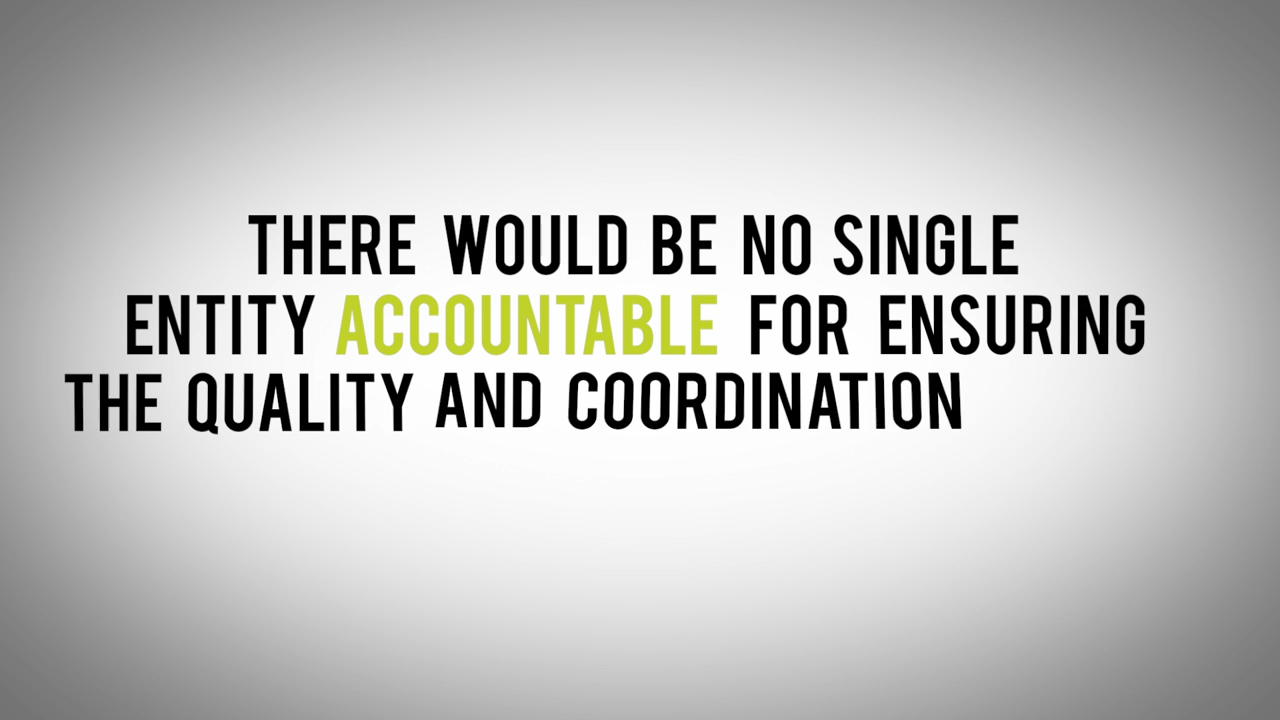 THERE WOULD BE NO SINGLE
ENTITY ACCOUNTABLE FOR ENSURING
THE QUALITY AND COORDINATION